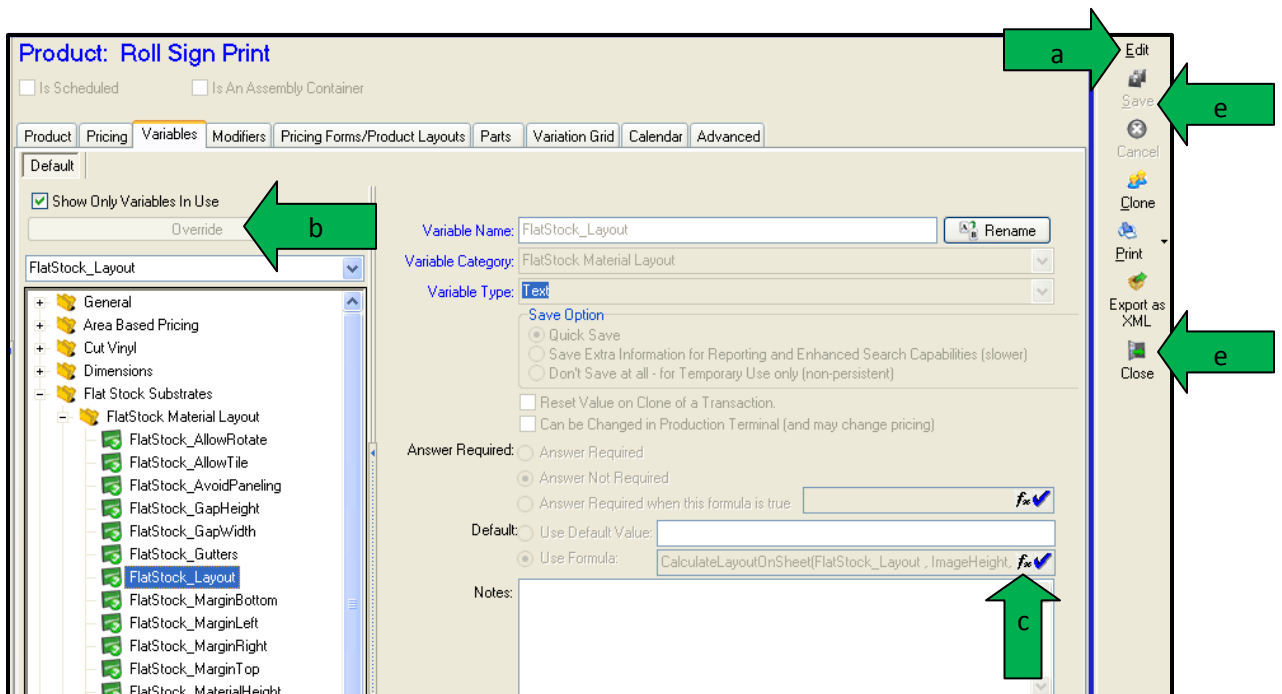 Product: Roll Sign Print
a
Edit
Is Scheduled
Is An Assembly Container
Save
e
Product
Pricing
Variables
Modifiers
Pricing Forms/Product Layouts
Parts
Variation Grid
Calendar
Advanced
Cancel
Default
Show Only Variables In Use
Clone
Override
b
Variable Name: FlatStock_Layout
Rename
Print
FlatStock_Layout
Variable Category: FlatStock Material Layout
Variable Type: Text
General
Area Based Pricing
Cut Vinyl
Dimensions
Flat Stock Substrates
FlatStock Material Layout
FlatStock_AllowRotate
FlatStock_AllowTile
FlatStock_AvoidPaneling
FlatStock_GapHeight
FlatStock_GapWidth
FlatStock_Gutters
FlatStock_Layout
FlatStock_MarginBottom
FlatStock_MarginLeft
FlatStock_MarginRight
FlatStock_MarginTop
FlatStock_MaterialHeight
Save Option
Quick Save
Save Extra Information for Reporting and Enhanced Search Capabilities (slower)
Don't Save at all - for Temporary Use only (non-persistent)
Reset Value on Clone of a Transaction.
Can be Changed in Production Terminal (and may change pricing)
Answer Required: Answer Required
Answer Not Required
Answer Required when this formula is true
fx
Default: Use Default Value:
Use Formula: CalculateLayoutOnSheet(FlatStock_Layout , ImageHeight,
fx
Notes:
c
Export as
XML
Close
e